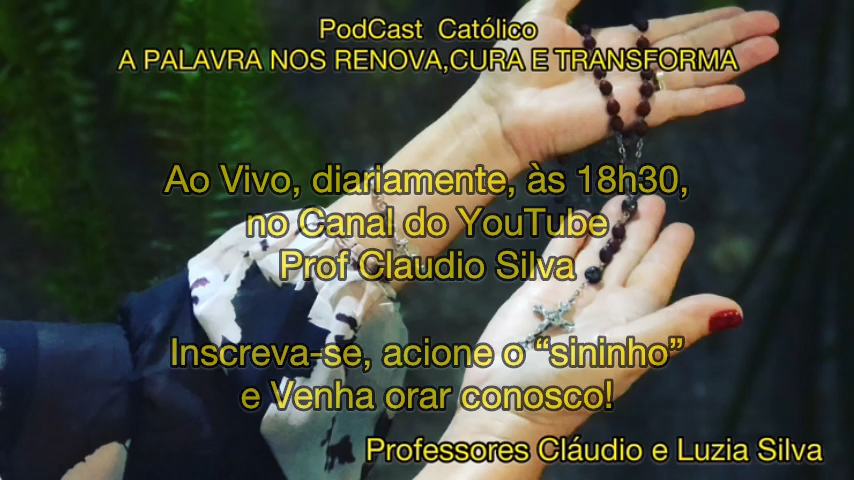 PodCast Católico
A PALAVRA NOS RENOVA,CURA E TRANSFORMA
Ao Vivo, diariamente, às 18h30,
no Canal do YouTube
Prof Claudio Silva
Inscreva-se, acione o “sininho”
e Venha orar conosco!
Professores Cláudio e Luzia Silva